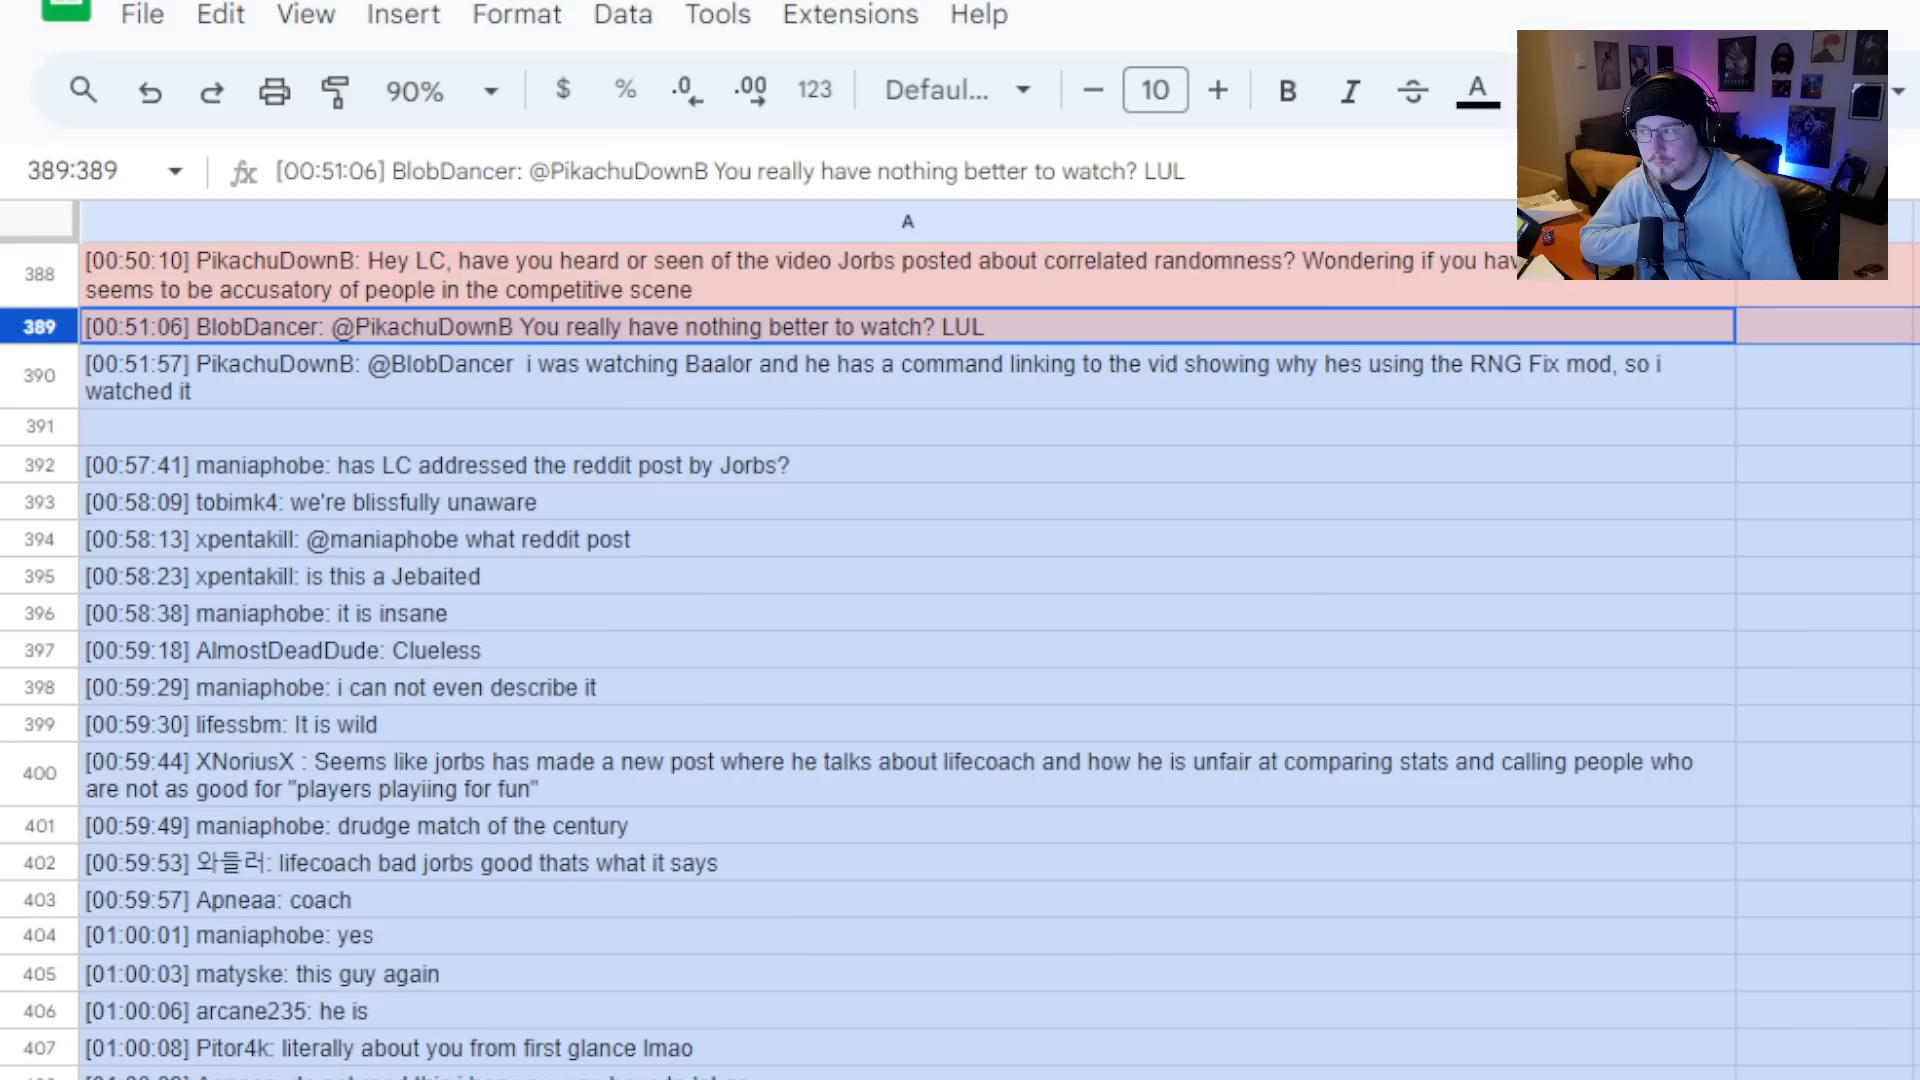 File Edit View Insert Format Data Tools Extensions Help
90% $ % .0 .00 123 Defaul... 10 B I S A
389:389 fx [00:51:06] BlobDancer: @PikachuDownB You really have nothing better to watch? LUL
A
388 [00:50:10] PikachuDownB: Hey LC, have you heard or seen of the video Jorbs posted about correlated randomness? Wondering if you
seems to be accusatory of people in the competitive scene
389 [00:51:06] BlobDancer: @PikachuDownB You really have nothing better to watch? LUL
390 [00:51:57] PikachuDownB: @BlobDancer i was watching Baalor and he has a command linking to the vid showing why hes using the RNG Fix mod, so i
watched it
391
392 [00:57:41] maniaphobe: has LC addressed the reddit post by Jorbs?
393 [00:58:09] tobimk4: we're blissfully unaware
394 [00:58:13] xpentakill: @maniaphobe what reddit post
395 [00:58:23] xpentakill: is this a Jebaited
396 [00:58:38] maniaphobe: it is insane
397 [00:59:18] AlmostDeadDude: Clueless
398 [00:59:29] maniaphobe: i can not even describe it
399 [00:59:30] lifessbm: It is wild
400 [00:59:44] XNoriusX : Seems like jorbs has made a new post where he talks about lifecoach and how he is unfair at comparing stats and calling people who
are not as good for "players playiing for fun"
401 [00:59:49] maniaphobe: drudge match of the century
402 [00:59:53] 와들러: lifecoach bad jorbs good thats what it says
403 [00:59:57] Apneaa: coach
404 [01:00:01] maniaphobe: yes
405 [01:00:03] matyske: this guy again
406 [01:00:06] arcane235: he is
407 [01:00:08] Pitor4k: literally about you from first glance lmao